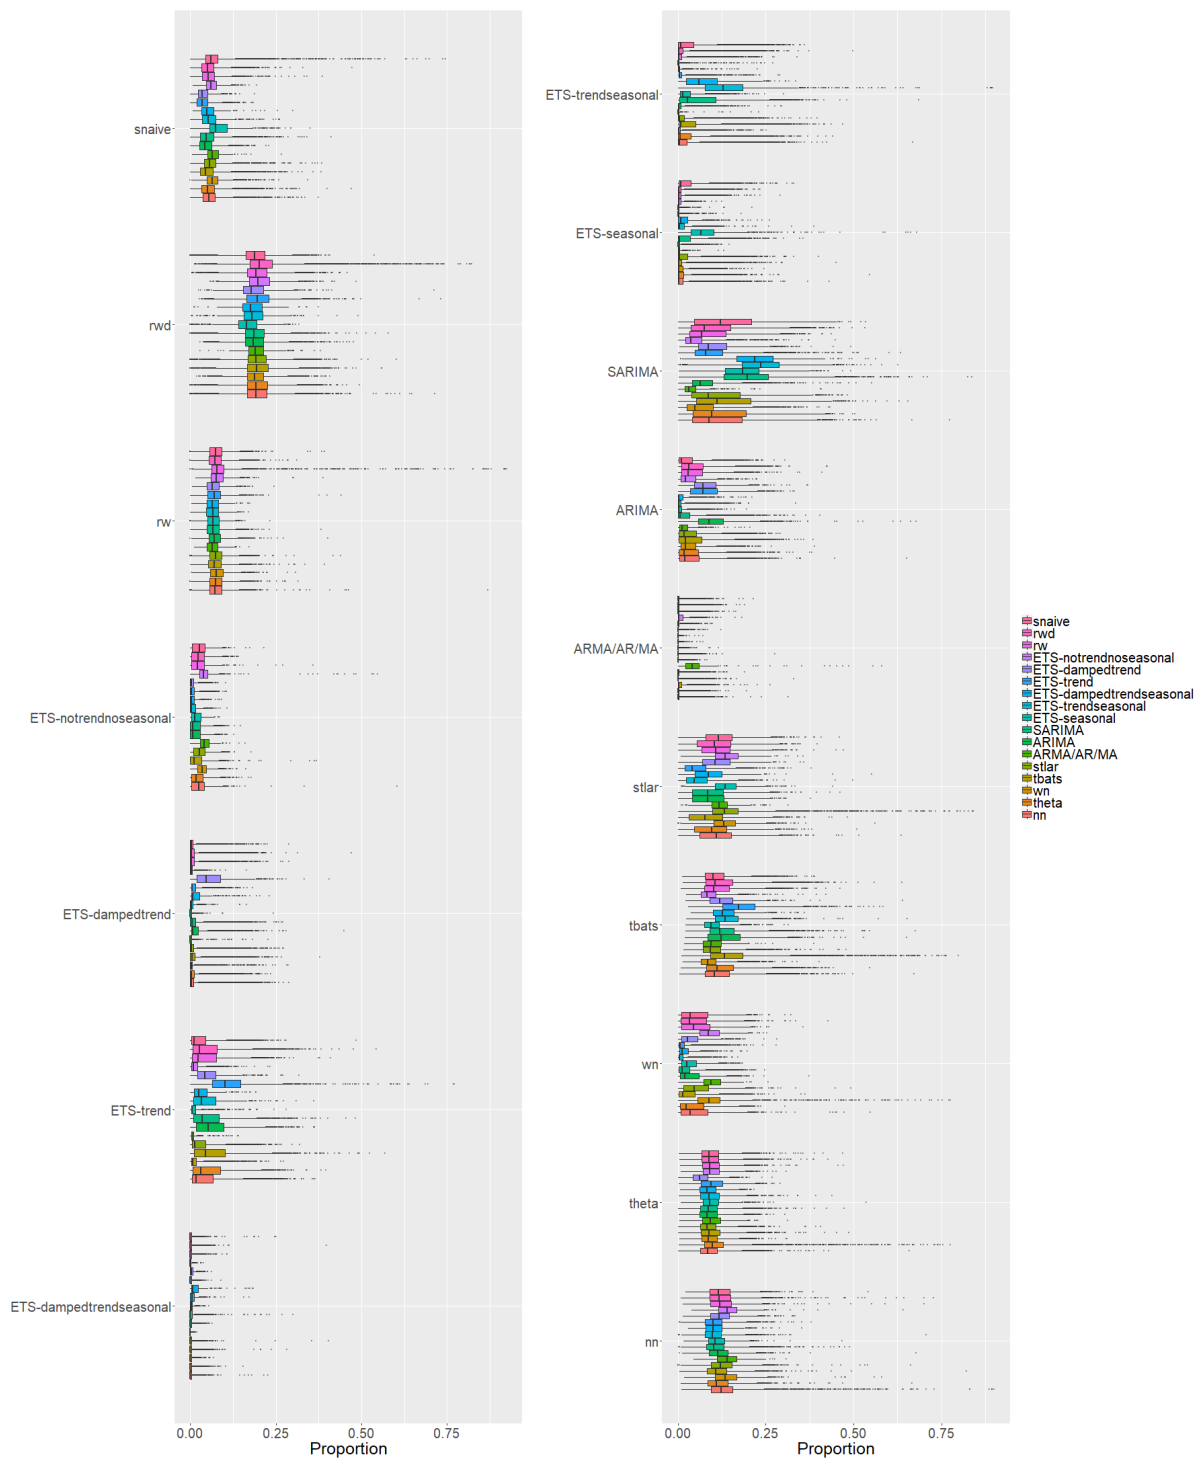 snaive
rwd
rw
ETS-notrendnoseasonal
ETS-dampedtrend
ETS-trend
ETS-dampedtrendseasonal
0.00 0.25 0.50 0.75
Proportion
ETS-trendseasonal
ETS-seasonal
SARIMA
ARIMA
ARMA/AR/MA
stlar
tbats
wn
theta
nn
0.00 0.25 0.50 0.75
Proportion
snaive
rwd
rw
ETS-notrendnoseasonal
ETS-dampedtrend
ETS-trend
ETS-dampedtrendseasonal
ETS-trendseasonal
ETS-seasonal
SARIMA
ARIMA
ARMA/AR/MA
stlar
tbats
wn
theta
nn